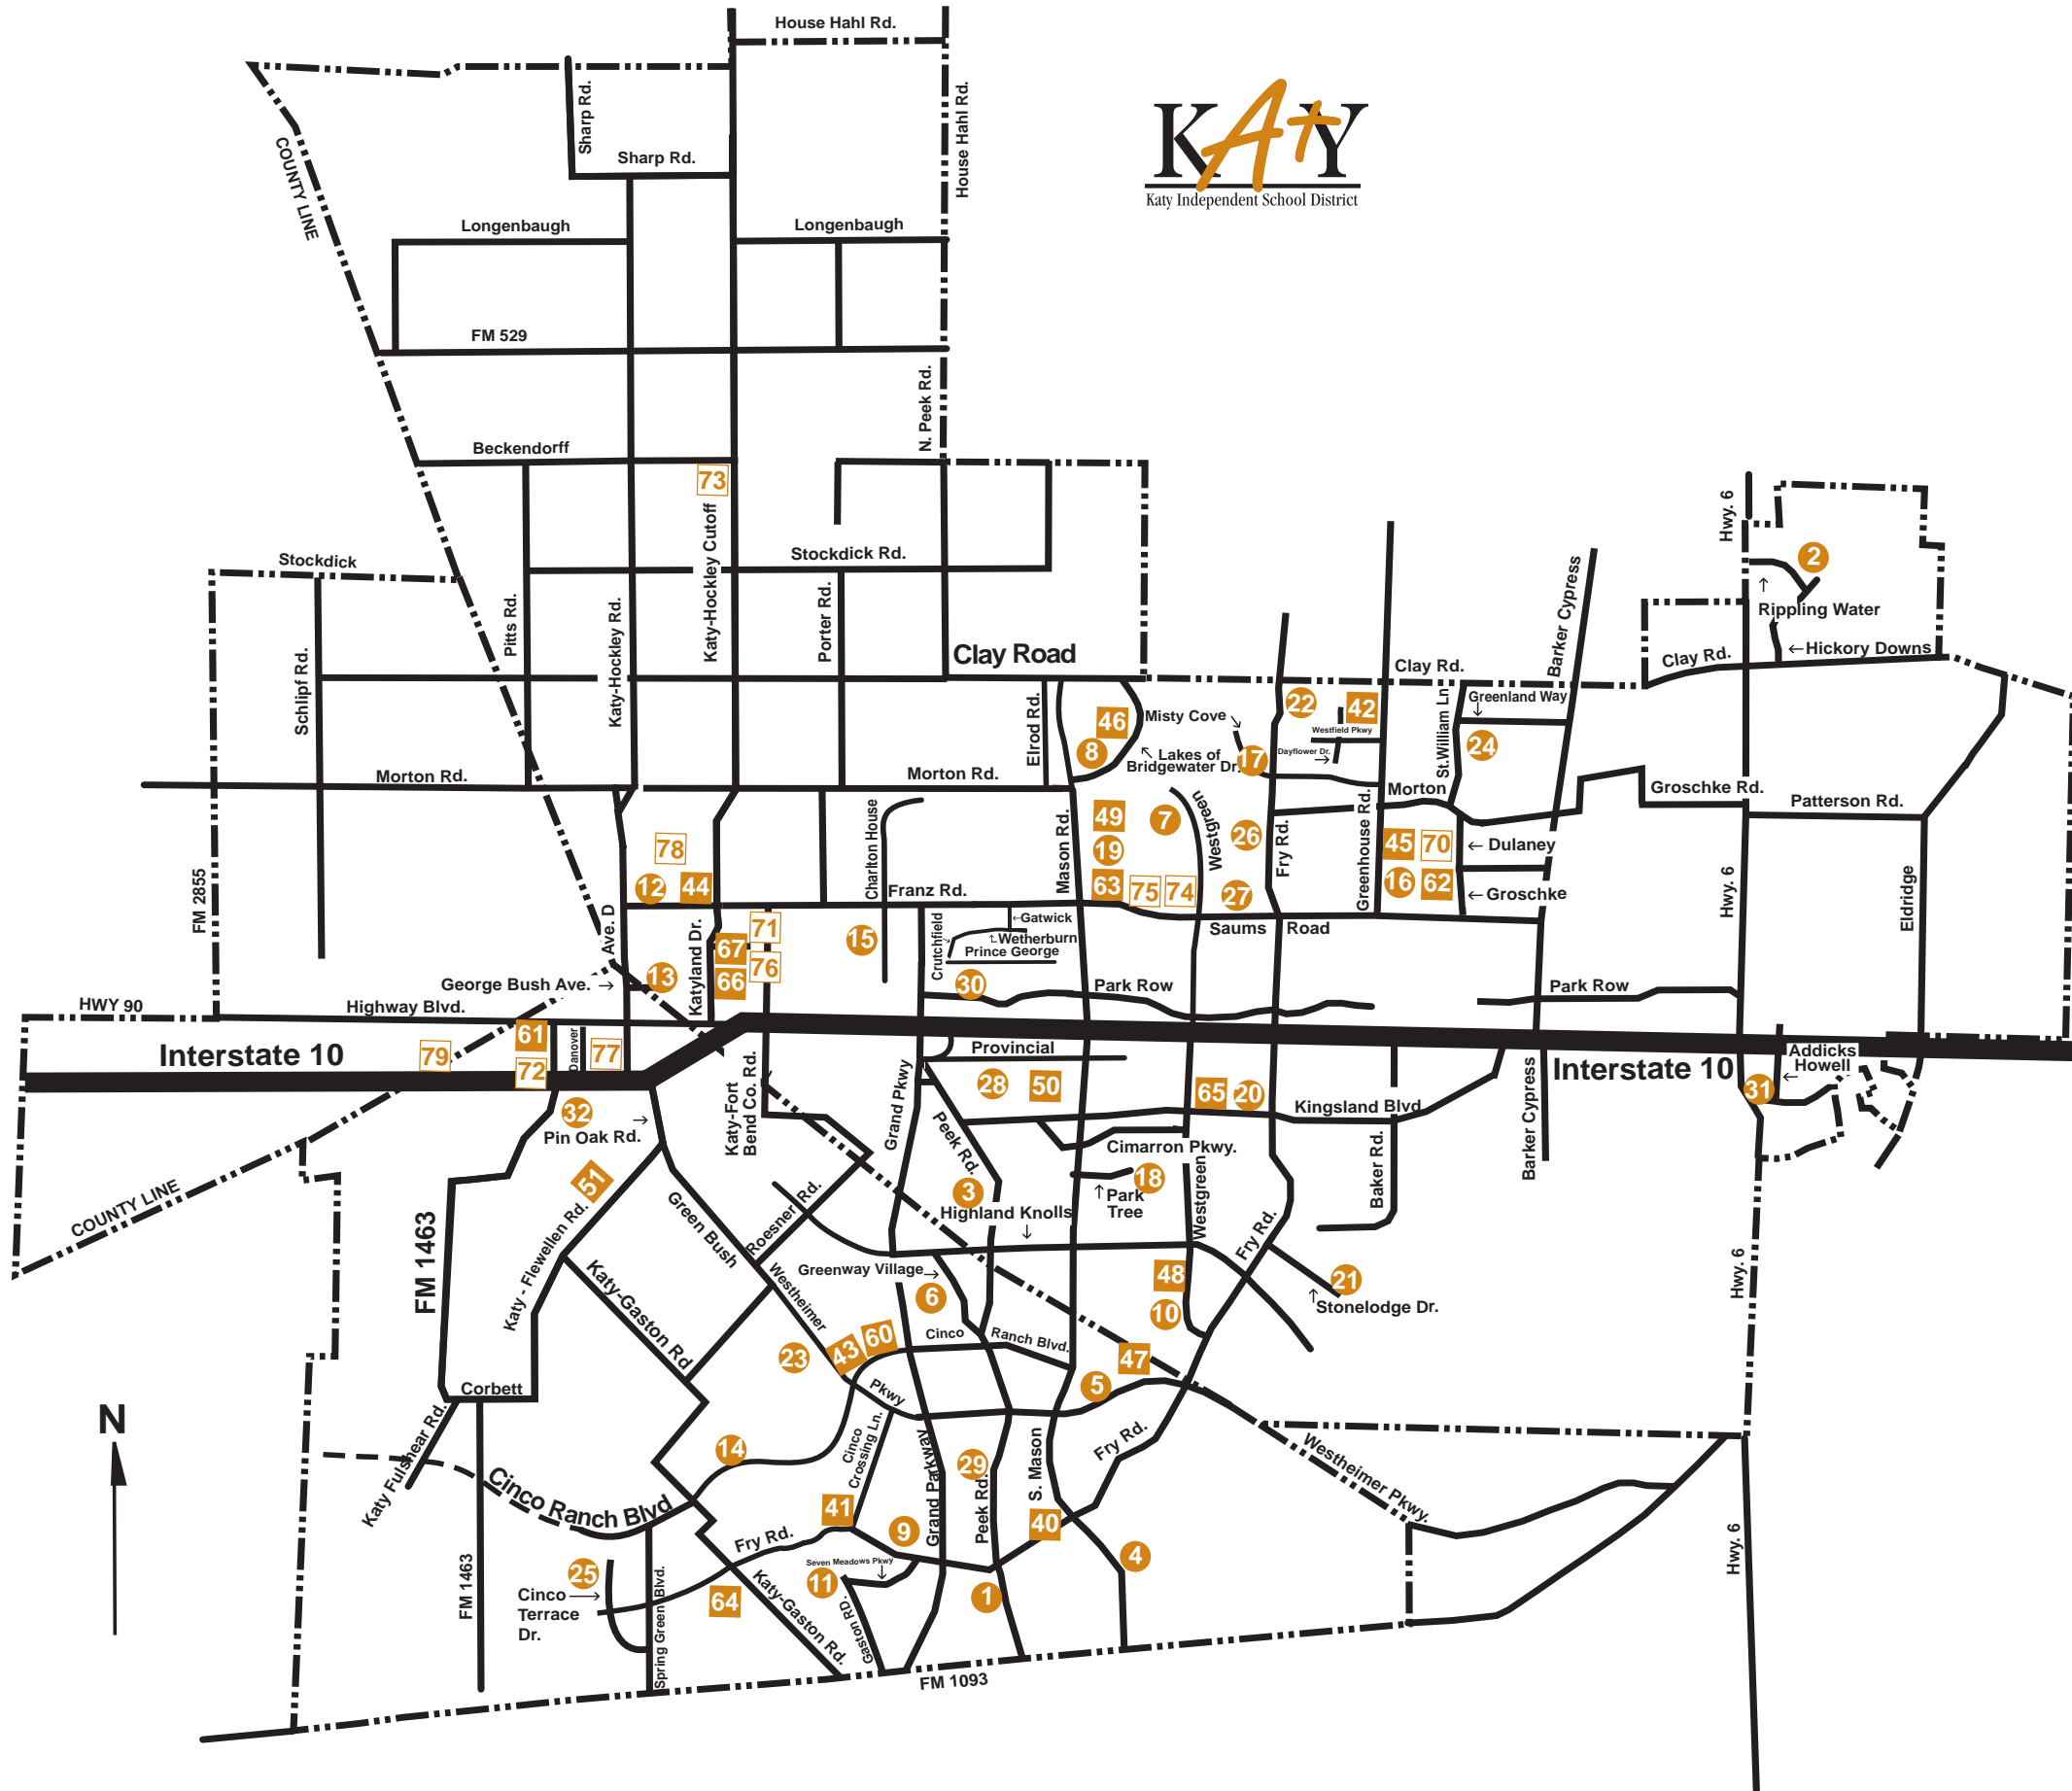 House Hahl Rd.
KAtY
Katy Independent School District
House Hahl Rd.
COUNTY LINE
Sharp Rd.
Sharp Rd.
Longenbaugh
Longenbaugh
FM 529
N. Peek Rd.
Beckendorff
73
Katy-Hockley Cutoff
Stockdick
Stockdick Rd.
Hwy. 6
2
Rippling Water
Hickory Downs
Clay Rd.
Barker Cypress
Schlipf Rd.
Pitts Rd.
Katy-Hockley Rd.
Porter Rd.
Clay Road
Clay Rd.
Elrod Rd.
46
8
Misty Cove
Lakes of
Bridgewater Dr.
17
22
42
Westfield Pkwy
Dayflower Dr.
St.William Ln
Greenland Way
24
Morton Rd.
Morton Rd.
Morton
Groschke Rd.
Patterson Rd.
78
12
44
Charlton House
Franz Rd.
Mason Rd.
49
19
63
75
74
7
Westgreen
26
27
Fry Rd.
Greenhouse Rd.
45
70
16
62
Dulaney
Groschke
Hwy. 6
Eldridge
Saums
Road
FM 2855
Ave. D
Katyland Dr.
67
71
66
76
15
Crutchfield
Gatwick
Wetherburn
Prince George
30
Park Row
Park Row
13
George Bush Ave.
HWY 90
Highway Blvd.
Interstate 10
79
61
72
Danover
77
Interstate 10
Addicks
Howell
31
Provincial
28
50
65
20
Kingsland Blvd
Cimarron Pkwy.
32
Pin Oak Rd.
Katy-Fort
Bend Co. Rd.
Grand Pkwy
Peek Rd.
3
Park
Tree
18
Westgreen
Baker Rd.
Barker Cypress
Highland Knolls
COUNTY LINE
51
FM 1463
Katy - Flewellen Rd.
Green Bush
Roesner Rd.
Katy-Gaston Rd
Westheimer
Greenway Village
6
48
10
Fry Rd.
21
Stonelodge Dr.
Hwy. 6
23
43
60
Cinco
Ranch Blvd.
47
5
Pkwy
Corbett
N
Katy Fulshear Rd.
14
Cinco
Crossing Ln.
Grand Parkway
29
Peek Rd.
S. Mason
Fry Rd.
Westheimer Pkwy.
Cinco Ranch Blvd
41
9
40
4
Fry Rd.
Seven Meadows Pkwy
11
Gaston RD.
1
25
Cinco
Terrace
Dr.
64
FM 1463
Spring Green Blvd.
Katy-Gaston Rd.
FM 1093
Hwy. 6